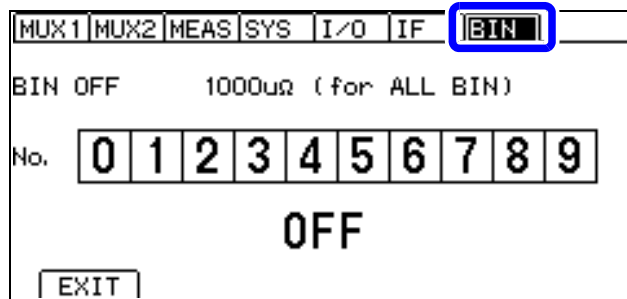 MUX1 MUX2 MEAS SYS I/O IF BIN
BIN OFF 1000uΩ (for ALL BIN)
No. 0 1 2 3 4 5 6 7 8 9
OFF
EXIT